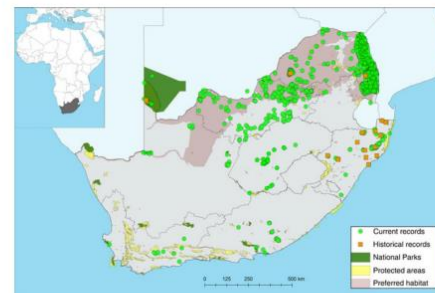 Current records
Historical records
National Parks
Protected areas
Preferred habitat
0 125 250 500 km